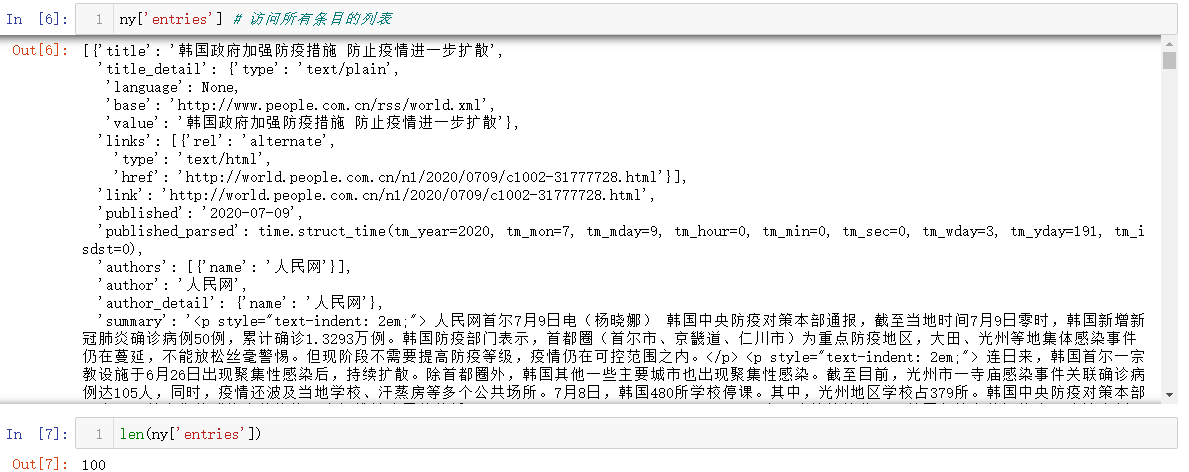 In [6]: 1 ny['entries'] # 访问所有条目的列表
Out[6]: [{'title': '韩国政府加强防疫措施 防止疫情进一步扩散',
'title_detail': {'type': 'text/plain',
'language': None,
'base': 'http://www.people.com.cn/rss/world.xml',
'value': '韩国政府加强防疫措施 防止疫情进一步扩散'},
'links': [{'rel': 'alternate',
'type': 'text/html',
'href': 'http://world.people.com.cn/n1/2020/0709/c1002-31777728.html'}],
'link': 'http://world.people.com.cn/n1/2020/0709/c1002-31777728.html',
'published': '2020-07-09',
'published_parsed': time.struct_time(tm_year=2020, tm_mon=7, tm_mday=9, tm_hour=0, tm_min=0, tm_sec=0, tm_wday=3, tm_yday=191, tm_i
sdst=0),
'authors': [{'name': '人民网'}],
'author': '人民网',
'author_detail': {'name': '人民网'},
'summary': '<p style="text-indent: 2em;"> 人民网首尔7月9日电（杨晓娜） 韩国中央防疫对策本部通报，截至当地时间7月9日零时，韩国新增新
冠肺炎确诊病例50例，累计确诊1.3293万例。韩国防疫部门表示，首都圈（首尔市、京畿道、仁川市）为重点防疫地区，大田、光州等地集体感染事件
仍在蔓延，不能放松丝毫警惕。但现阶段不需要提高防疫等级，疫情仍在可控范围之内。</p> <p style="text-indent: 2em;"> 连日来，韩国首尔一宗
教设施于6月26日出现聚集性感染后，持续扩散。除首都圈外，韩国其他一些主要城市也出现聚集性感染。截至目前，光州市一寺庙感染事件关联确诊病
例达105人，同时，疫情还波及当地学校、汗蒸房等多个公共场所。7月8日，韩国480所学校停课。其中，光州地区学校占379所。韩国中央防疫对策本部
In [7]: 1 len(ny['entries'])
Out[7]: 100